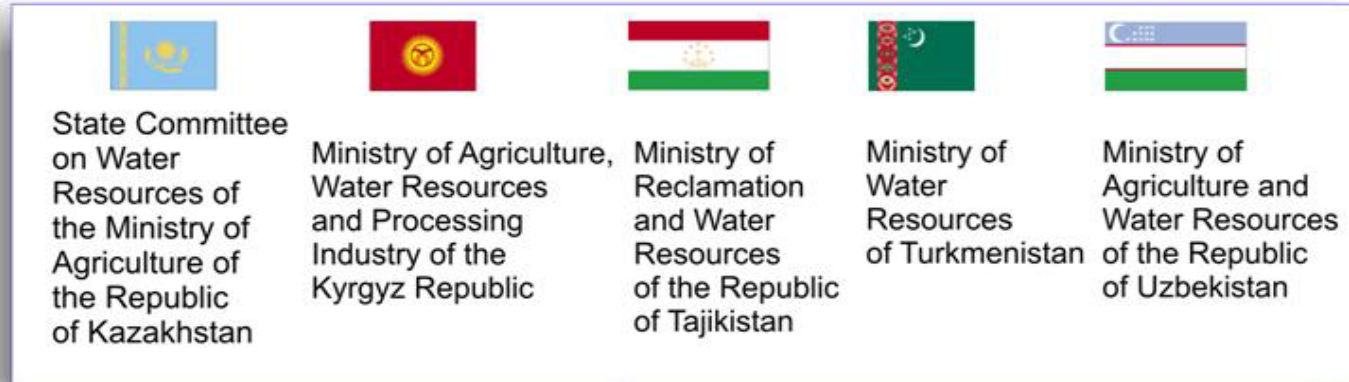 State Committee
on Water
Resources of
the Ministry of
Agriculture of
the Republic
of Kazakhstan
Ministry of Agriculture,
Water Resources
and Processing
Industry of the
Kyrgyz Republic
Ministry of
Reclamation
and Water
Resources
of the Republic
of Tajikistan
Ministry of
Water
Resources
of Turkmenistan
Ministry of
Agriculture and
Water Resources
of the Republic
of Uzbekistan